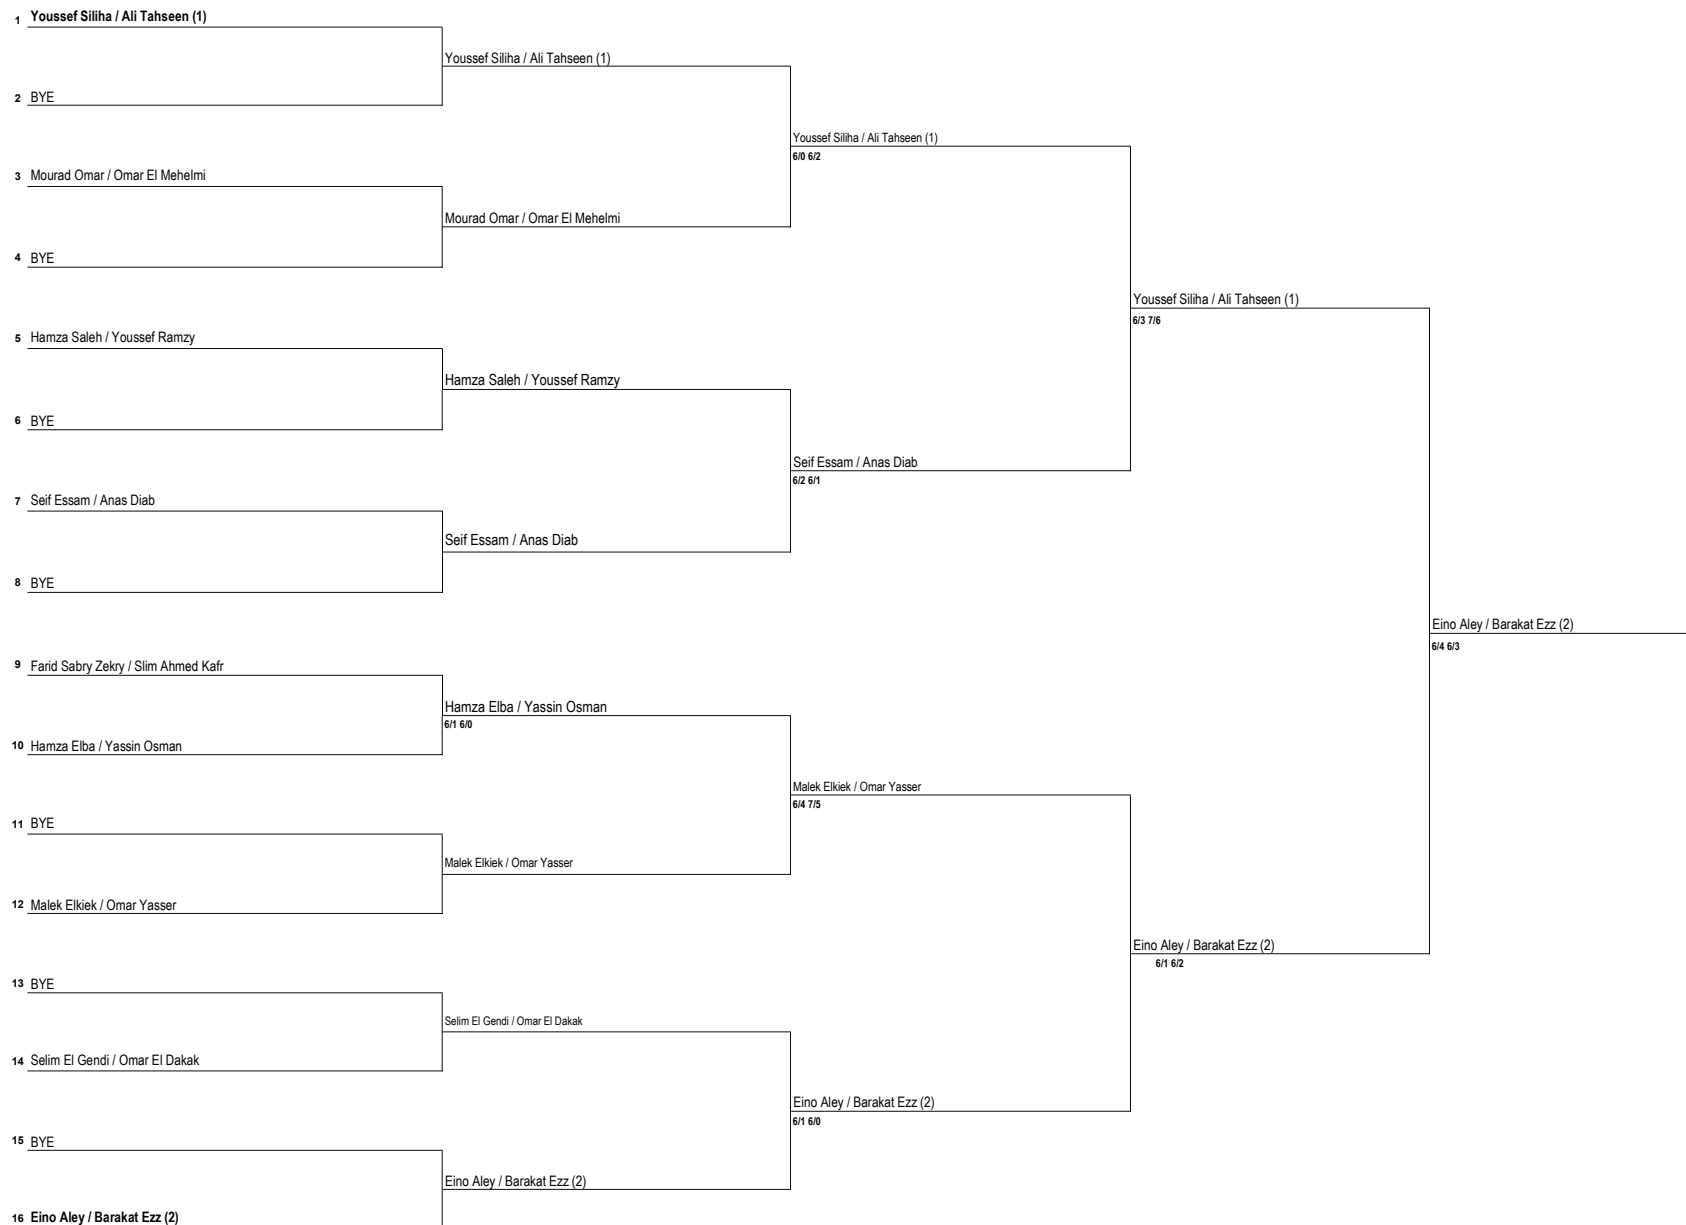 1 Youssef Siliha / Ali Tahseen (1)
Youssef Siliha / Ali Tahseen (1)
2 BYE
Youssef Siliha / Ali Tahseen (1)
6/0 6/2
3 Mourad Omar / Omar El Mehelmi
Mourad Omar / Omar El Mehelmi
4 BYE
Youssef Siliha / Ali Tahseen (1)
6/3 7/6
5 Hamza Saleh / Youssef Ramzy
Hamza Saleh / Youssef Ramzy
6 BYE
Seif Essam / Anas Diab
6/2 6/1
7 Seif Essam / Anas Diab
Seif Essam / Anas Diab
8 BYE
Eino Aley / Barakat Ezz (2)
6/4 6/3
9 Farid Sabry Zekry / Slim Ahmed Kafr
Hamza Elba / Yassin Osman
6/1 6/0
10 Hamza Elba / Yassin Osman
Malek Elkiek / Omar Yasser
6/4 7/5
11 BYE
Malek Elkiek / Omar Yasser
12 Malek Elkiek / Omar Yasser
Eino Aley / Barakat Ezz (2)
6/1 6/2
13 BYE
Selim El Gendi / Omar El Dakak
14 Selim El Gendi / Omar El Dakak
Eino Aley / Barakat Ezz (2)
6/1 6/0
15 BYE
Eino Aley / Barakat Ezz (2)
16 Eino Aley / Barakat Ezz (2)